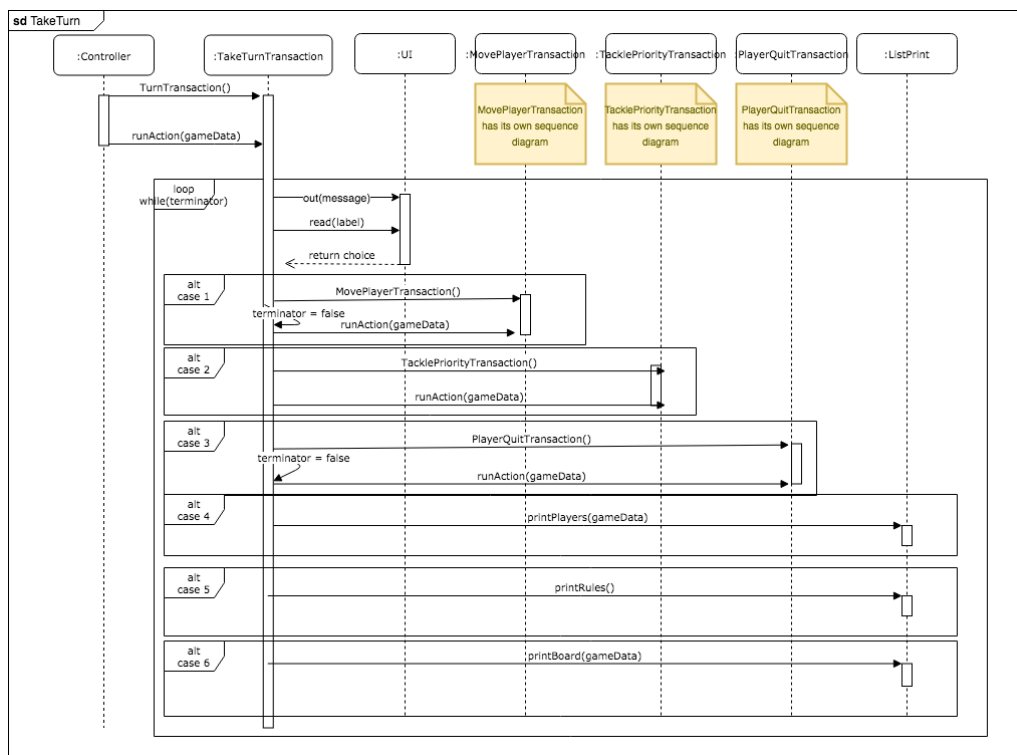 sd TakeTurn
:Controller
:TakeTurnTransaction
:UI
:MovePlayerTransaction
:TacklePriorityTransaction
:PlayerQuitTransaction
:ListPrint
TurnTransaction()
MovePlayerTransaction
has its own sequence
diagram
TacklePriorityTransaction
has its own sequence
diagram
PlayerQuitTransaction
has its own sequence
diagram
runAction(gameData)
loop
while(terminator)
out(message)
read(label)
return choice
alt
case 1
MovePlayerTransaction()
terminator = false
runAction(gameData)
alt
case 2
TacklePriorityTransaction()
runAction(gameData)
alt
case 3
PlayerQuitTransaction()
terminator = false
runAction(gameData)
alt
case 4
printPlayers(gameData)
alt
case 5
printRules()
alt
case 6
printBoard(gameData)